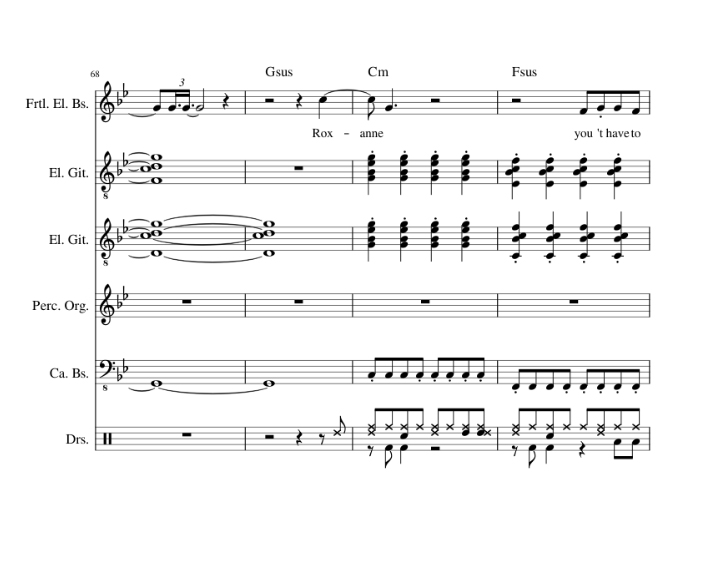 68
3
Gsus Cm Fsus
Frtl. El. Bs.
Rox - anne you 't have to
El. Git.
8
El. Git.
8
Perc. Org.
Ca. Bs.
8
Drs.